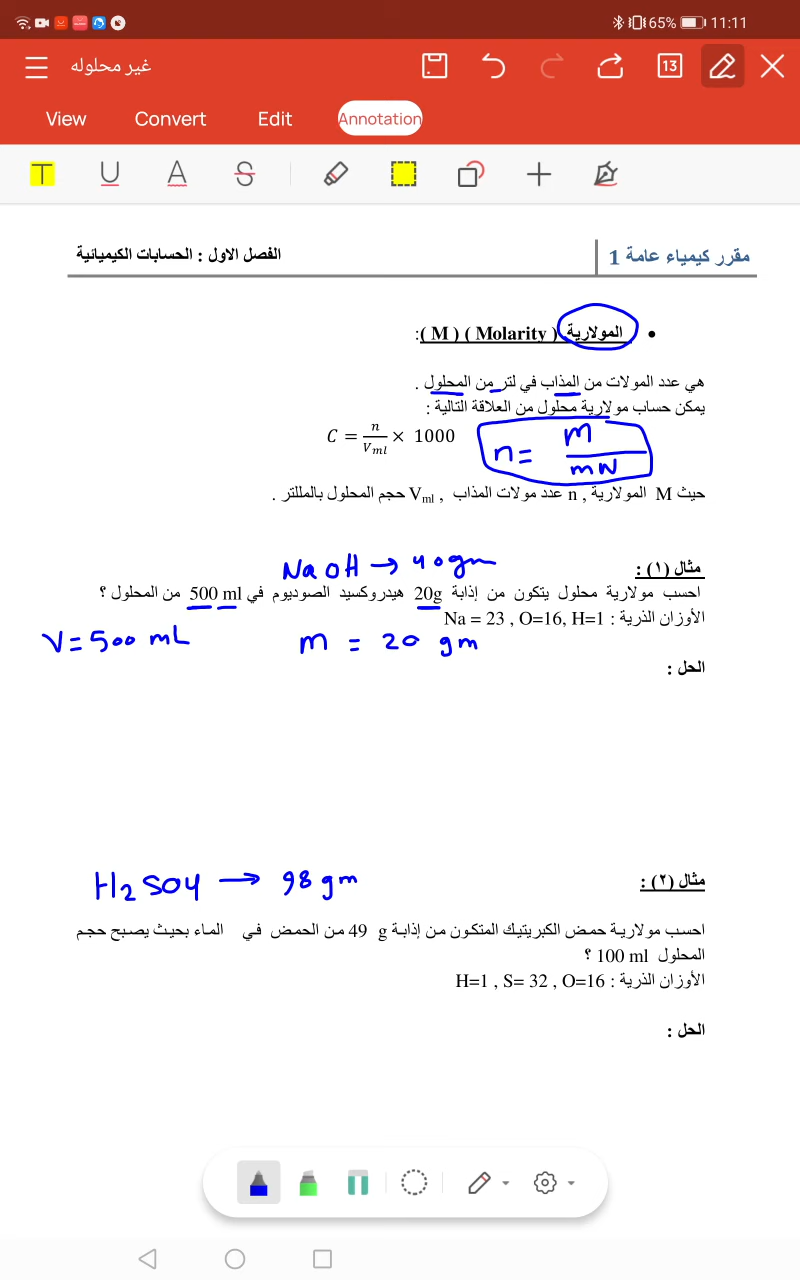 65% 11:11
غير محلوله
13
View Convert Edit Annotation
T U A S
مقرر كيمياء عامة 1
الفصل الاول : الحسابات الكيميائية
• المولارية ( Molarity ) ( M ):
هي عدد المولات من المذاب في لتر من المحلول .
يمكن حساب مولارية محلول من العلاقة التالية :
C = n/Vml × 1000
n = m/mw
حيث M المولارية , n عدد مولات المذاب , Vml حجم المحلول بالمللتر .
NaOH → 40 gm
مثال (١) :
احسب مولارية محلول يتكون من إذابة 20g هيدروكسيد الصوديوم في 500 ml من المحلول ؟
الأوزان الذرية : Na = 23 , O=16, H=1
V = 500 mL m = 20 gm
الحل :
H2SO4 → 98 gm
مثال (٢) :
احسب مولارية حمض الكبريتيك المتكون من إذابة 49 g من الحمض في الماء بحيث يصبح حجم
المحلول 100 ml ؟
الأوزان الذرية : H=1 , S= 32 , O=16
الحل :